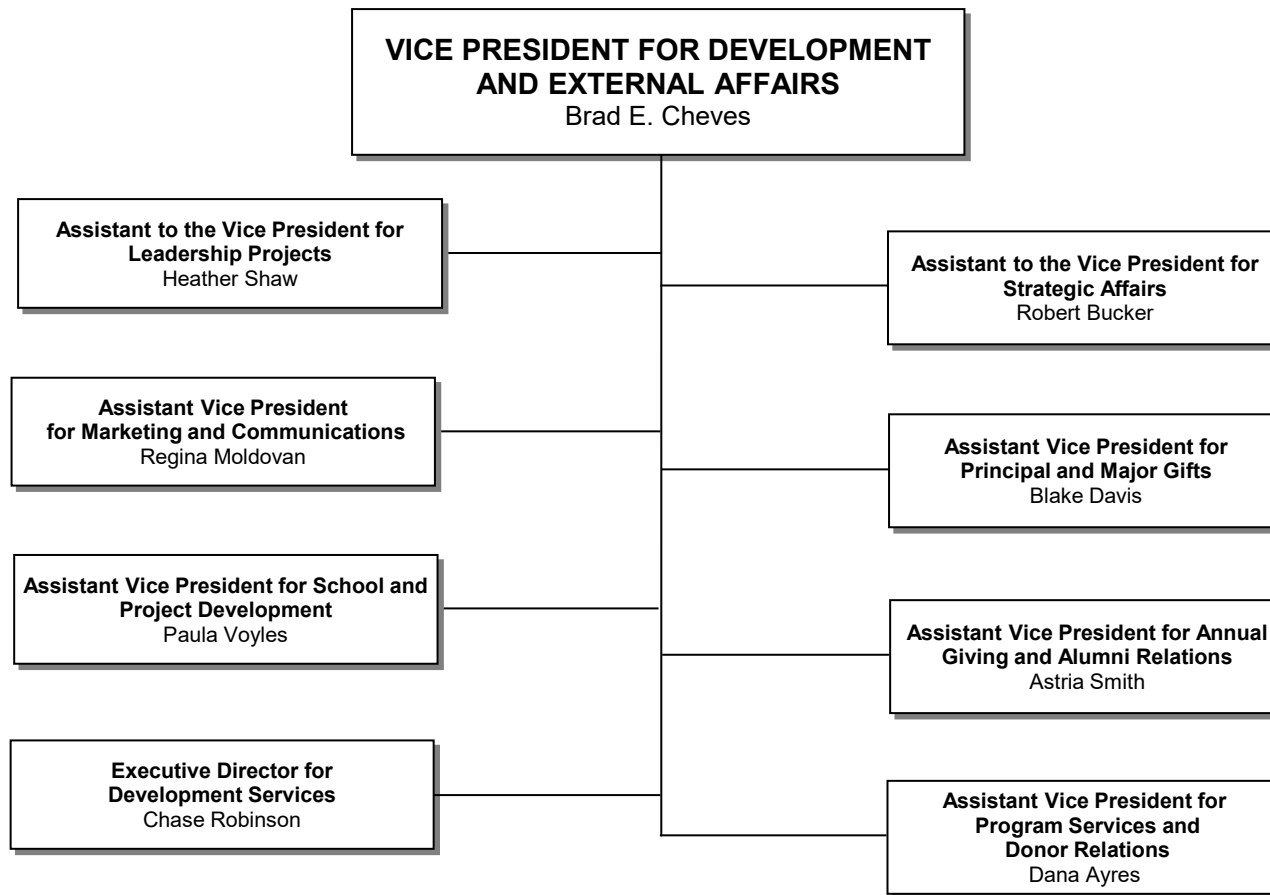 VICE PRESIDENT FOR DEVELOPMENT
AND EXTERNAL AFFAIRS
Brad E. Cheves
Assistant to the Vice President for
Leadership Projects
Heather Shaw
Assistant to the Vice President for
Strategic Affairs
Robert Bucker
Assistant Vice President
for Marketing and Communications
Regina Moldovan
Assistant Vice President for
Principal and Major Gifts
Blake Davis
Assistant Vice President for School and
Project Development
Paula Voyles
Assistant Vice President for Annual
Giving and Alumni Relations
Astria Smith
Executive Director for
Development Services
Chase Robinson
Assistant Vice President for
Program Services and
Donor Relations
Dana Ayres